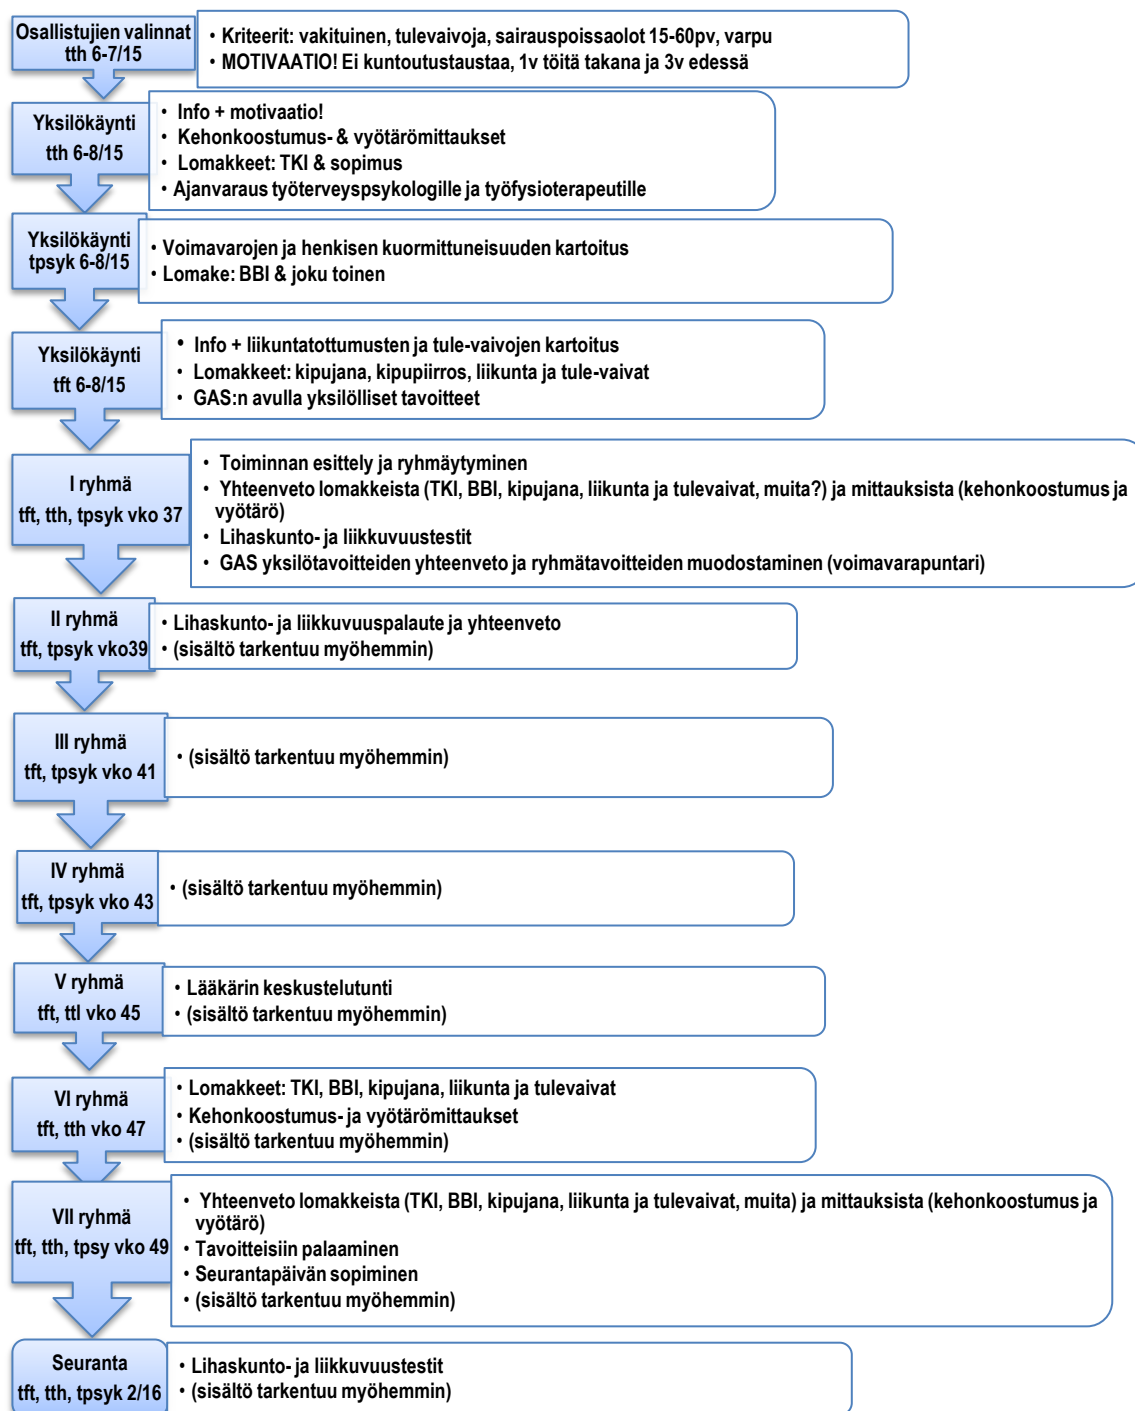 Osallistujien valinnat
tth 6-7/15
• Kriteerit: vakituinen, tulevaivoja, sairauspoissaolot 15-60pv, varpu
• MOTIVAATIO! Ei kuntoutustaustaa, 1v töitä takana ja 3v edessä
Yksilökäynti
tth 6-8/15
• Info + motivaatio!
• Kehonkoostumus- & vyötärömittaukset
• Lomakkeet: TKI & sopimus
• Ajanvaraus työterveyspsykologille ja työfysioterapeutille
Yksilökäynti
tpsyk 6-8/15
• Voimavarojen ja henkisen kuormittuneisuuden kartoitus
• Lomake: BBI & joku toinen
Yksilökäynti
tft 6-8/15
• Info + liikuntatottumusten ja tule-vaivojen kartoitus
• Lomakkeet: kipujana, kipupiirros, liikunta ja tule-vaivat
• GAS:n avulla yksilölliset tavoitteet
I ryhmä
tft, tth, tpsyk vko 37
• Toiminnan esittely ja ryhmäytyminen
• Yhteenveto lomakkeista (TKI, BBI, kipujana, liikunta ja tulevaivat, muita?) ja mittauksista (kehonkoostumus ja
vyötärö)
• Lihaskunto- ja liikkuvuustestit
• GAS yksilötavoitteiden yhteenveto ja ryhmätavoitteiden muodostaminen (voimavarapuntari)
II ryhmä
tft, tpsyk vko39
• Lihaskunto- ja liikkuvuuspalaute ja yhteenveto
• (sisältö tarkentuu myöhemmin)
III ryhmä
tft, tpsyk vko 41
• (sisältö tarkentuu myöhemmin)
IV ryhmä
tft, tpsyk vko 43
• (sisältö tarkentuu myöhemmin)
V ryhmä
tft, ttl vko 45
• Lääkärin keskustelutunti
• (sisältö tarkentuu myöhemmin)
VI ryhmä
tft, tth vko 47
• Lomakkeet: TKI, BBI, kipujana, liikunta ja tulevaivat
• Kehonkoostumus- ja vyötärömittaukset
• (sisältö tarkentuu myöhemmin)
VII ryhmä
tft, tth, tpsy vko 49
• Yhteenveto lomakkeista (TKI, BBI, kipujana, liikunta ja tulevaivat, muita) ja mittauksista (kehonkoostumus ja
vyötärö)
• Tavoitteisiin palaaminen
• Seurantapäivän sopiminen
• (sisältö tarkentuu myöhemmin)
Seuranta
tft, tth, tpsyk 2/16
• Lihaskunto- ja liikkuvuustestit
• (sisältö tarkentuu myöhemmin)